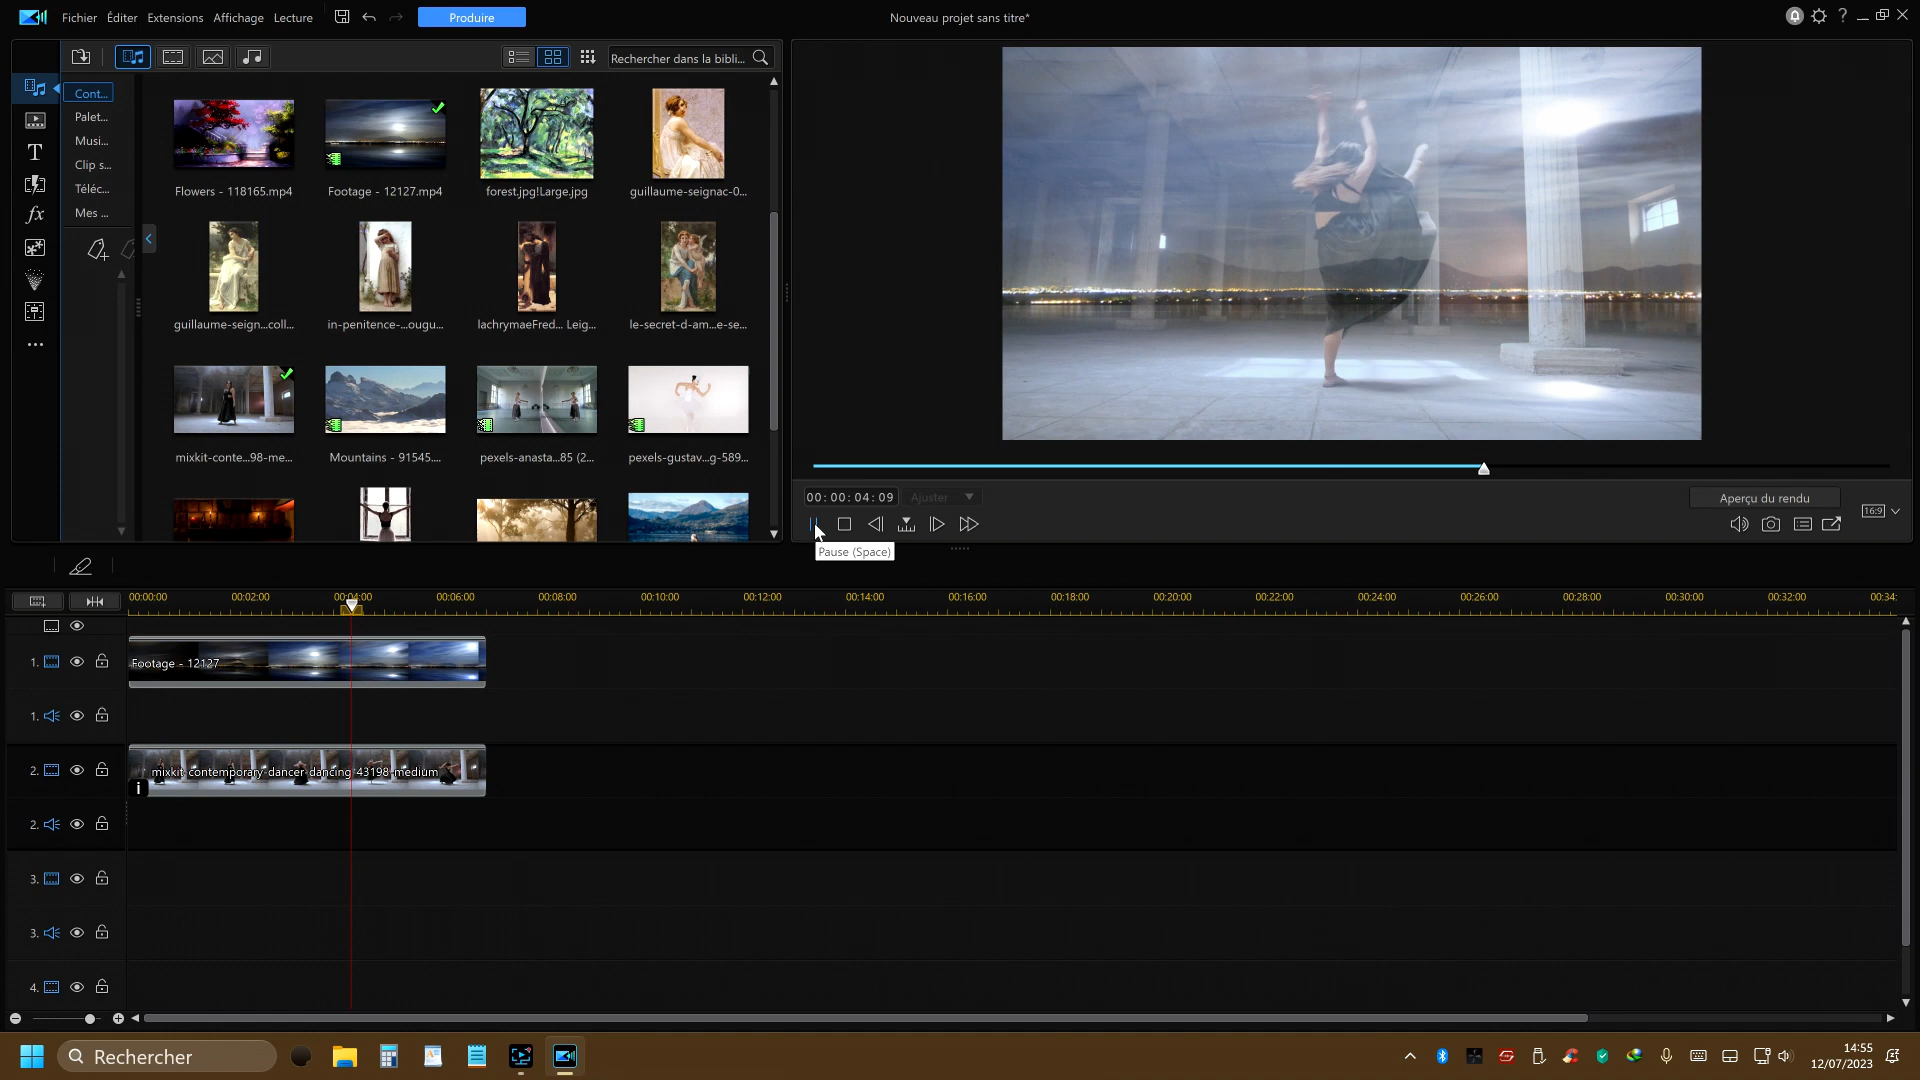 Fichier Éditer Extensions Affichage Lecture
Produire
Nouveau projet sans titre*
Rechercher dans la bibli...
Cont...
Palet...
Musi...
Clip s...
Téléc...
Mes ...
Flowers - 118165.mp4
Footage - 12127.mp4
forest.jpg!Large.jpg
guillaume-seignac-0...
guillaume-seign...coll...
in-penitence-...ougu...
lachrymaeFred... Leig...
le-secret-d-am...e-se...
mixkit-conte...98-me...
Mountains - 91545....
pexels-anasta...85 (2...
pexels-gustav...g-589...
00:00:04:09
Ajuster
Aperçu du rendu
16:9
Pause (Space)
00:00:00 00:02:00 00:04:00 00:06:00 00:08:00 00:10:00 00:12:00 00:14:00 00:16:00 00:18:00 00:20:00 00:22:00 00:24:00 00:26:00 00:28:00 00:30:00 00:32:00 00:34:
1.
Footage - 12127
1.
2.
mixkit-contemporary-dancer-dancing-43198-medium
i
2.
3.
3.
4.
Rechercher
14:55
12/07/2023